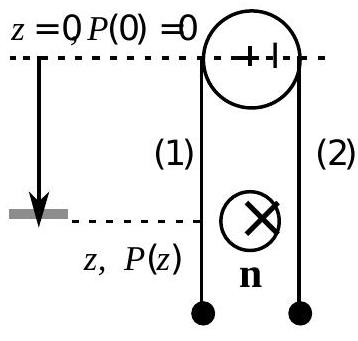 z = 0, P(0) = 0
(1)
(2)
z, P(z)
n